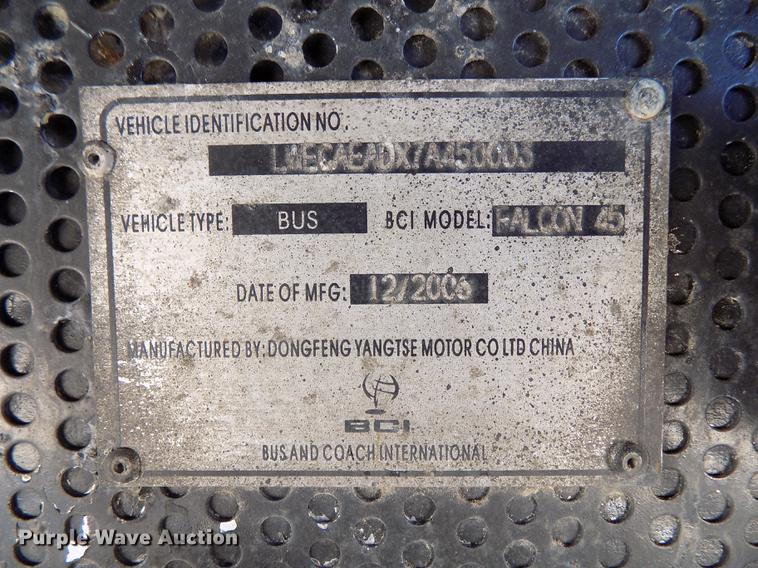 VEHICLE IDENTIFICATION NO.
VEHICLE TYPE: BUS BCI MODEL: FALCON 45
DATE OF MFG: 12/2006
MANUFACTURED BY: DONGFENG YANGTSE MOTOR CO LTD CHINA
BCI
BUS AND COACH INTERNATIONAL
Purple Wave Auction